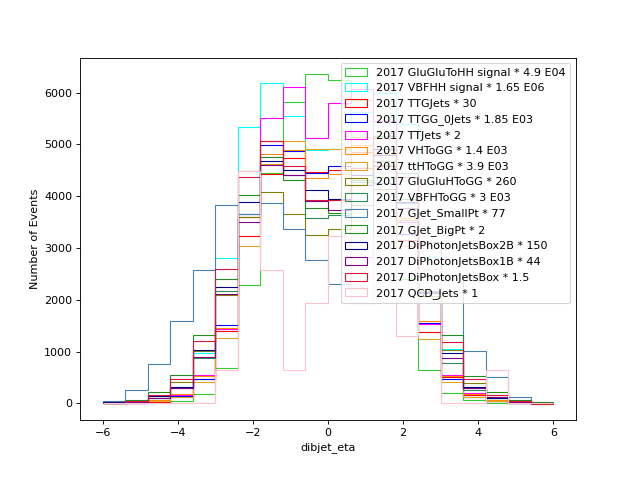 2017 GluGluToHH signal * 4.9 E04
2017 VBFHH signal * 1.65 E06
2017 TTGJets * 30
2017 TTGG_0Jets * 1.85 E03
2017 TTJets * 2
2017 VHToGG * 1.4 E03
2017 ttHToGG * 3.9 E03
2017 GluGluHToGG * 260
2017 VBFHToGG * 3 E03
2017 GJet_SmallPt * 77
2017 GJet_BigPt * 2
2017 DiPhotonJetsBox2B * 150
2017 DiPhotonJetsBox1B * 44
2017 DiPhotonJetsBox * 1.5
2017 QCD_Jets * 1
Number of Events
6000
5000
4000
3000
2000
1000
0
−6 −4 −2 0 2 4 6
dibjet_eta